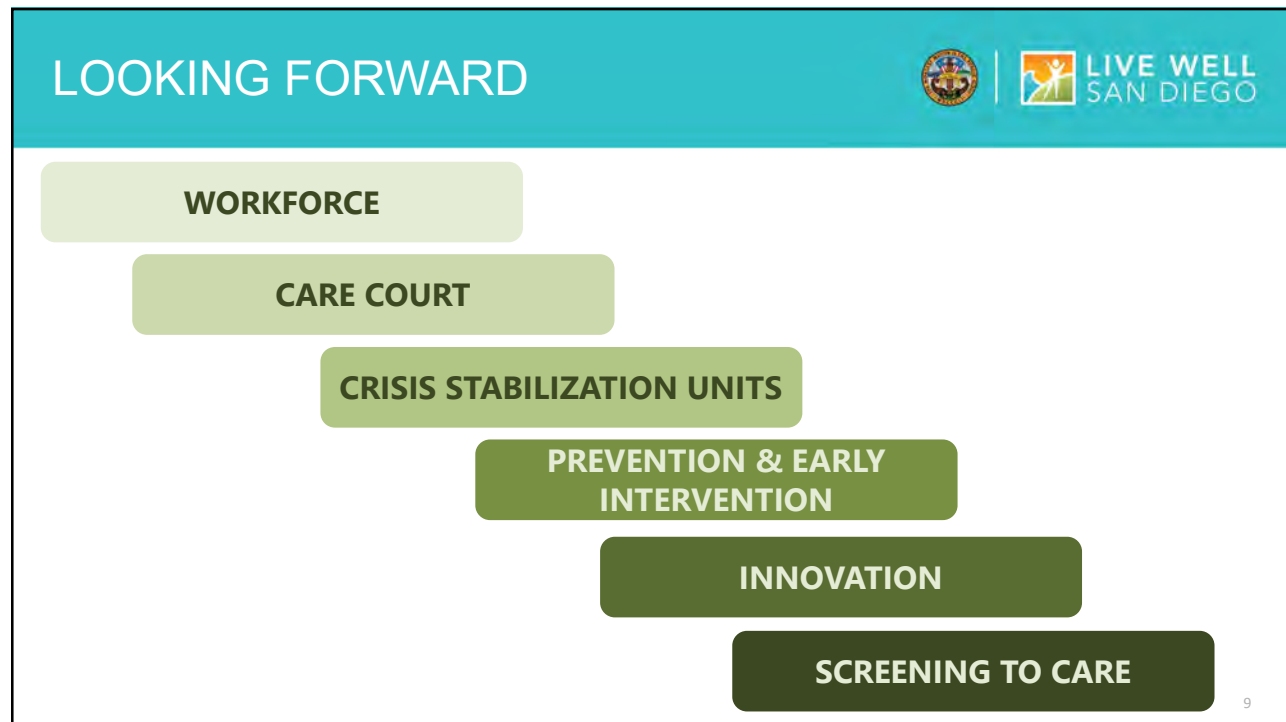 LOOKING FORWARD
LIVE WELL
SAN DIEGO
WORKFORCE
CARE COURT
CRISIS STABILIZATION UNITS
PREVENTION & EARLY
INTERVENTION
INNOVATION
SCREENING TO CARE
9